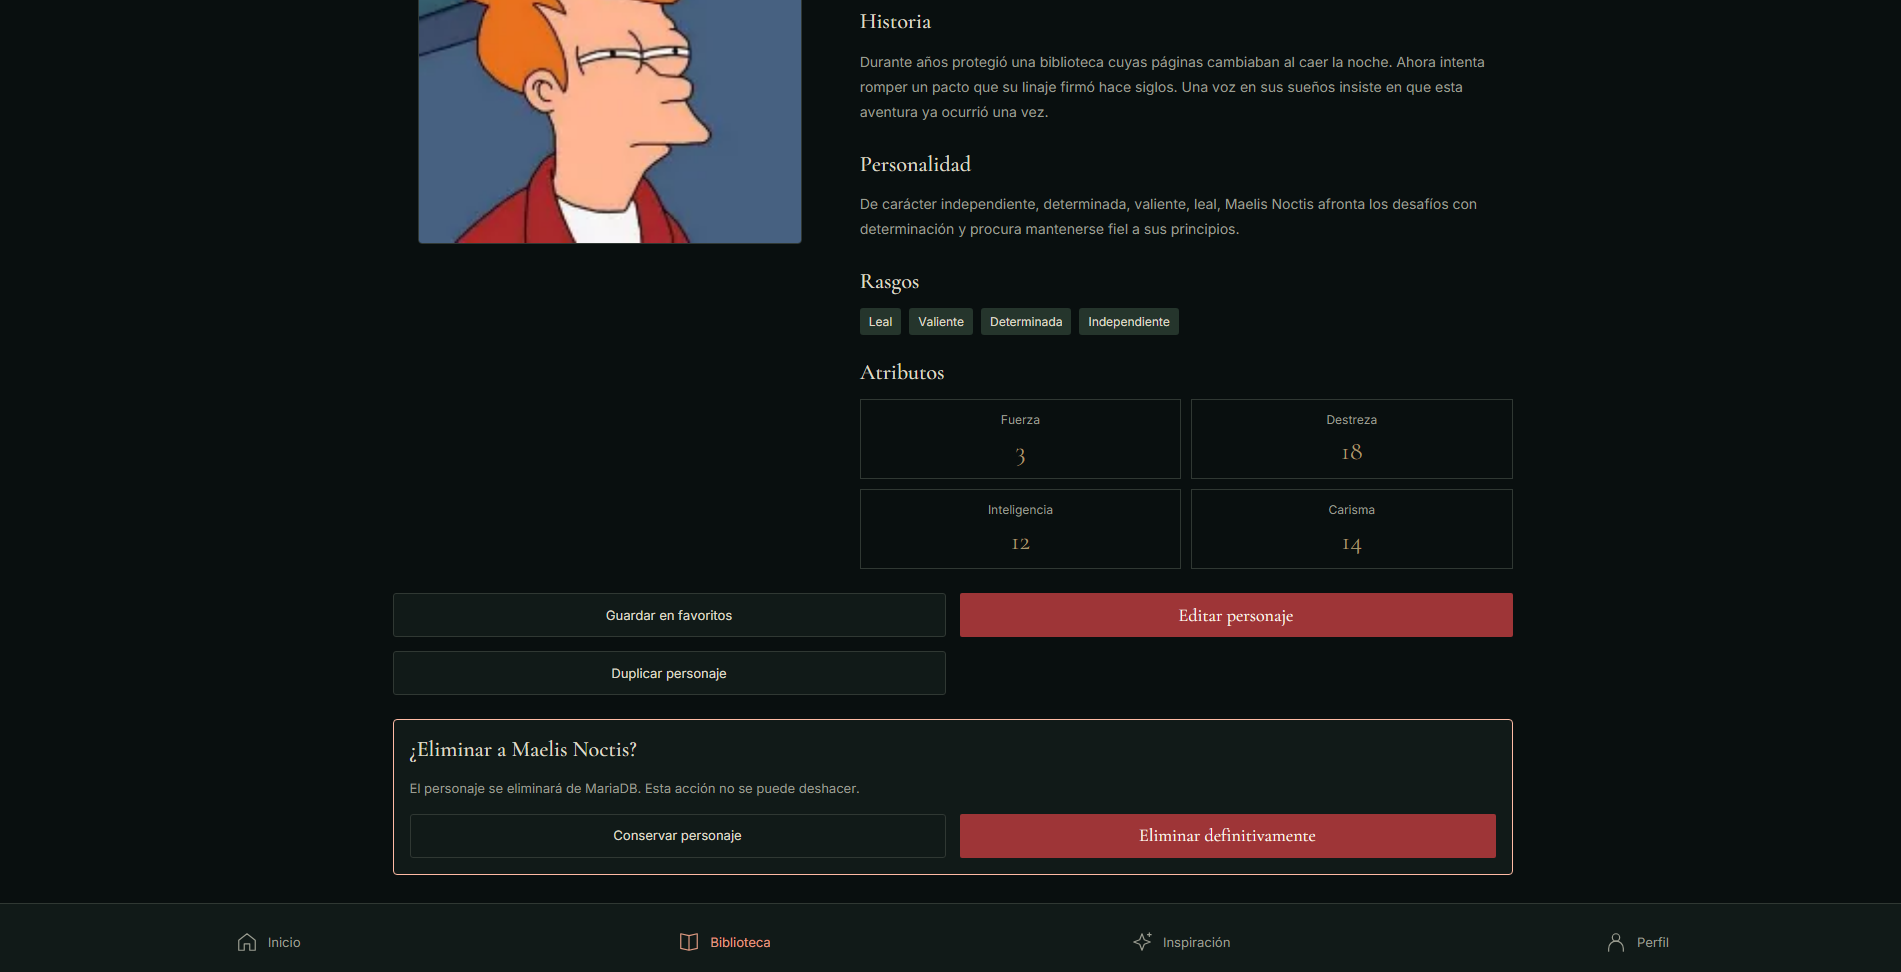 Historia
Durante años protegió una biblioteca cuyas páginas cambiaban al caer la noche. Ahora intenta
romper un pacto que su linaje firmó hace siglos. Una voz en sus sueños insiste en que esta
aventura ya ocurrió una vez.
Personalidad
De carácter independiente, determinada, valiente, leal, Maelis Noctis afronta los desafíos con
determinación y procura mantenerse fiel a sus principios.
Rasgos
Leal Valiente Determinada Independiente
Atributos
Fuerza
3
Destreza
18
Inteligencia
12
Carisma
14
Guardar en favoritos
Editar personaje
Duplicar personaje
¿Eliminar a Maelis Noctis?
El personaje se eliminará de MariaDB. Esta acción no se puede deshacer.
Conservar personaje
Eliminar definitivamente
Inicio
Biblioteca
Inspiración
Perfil